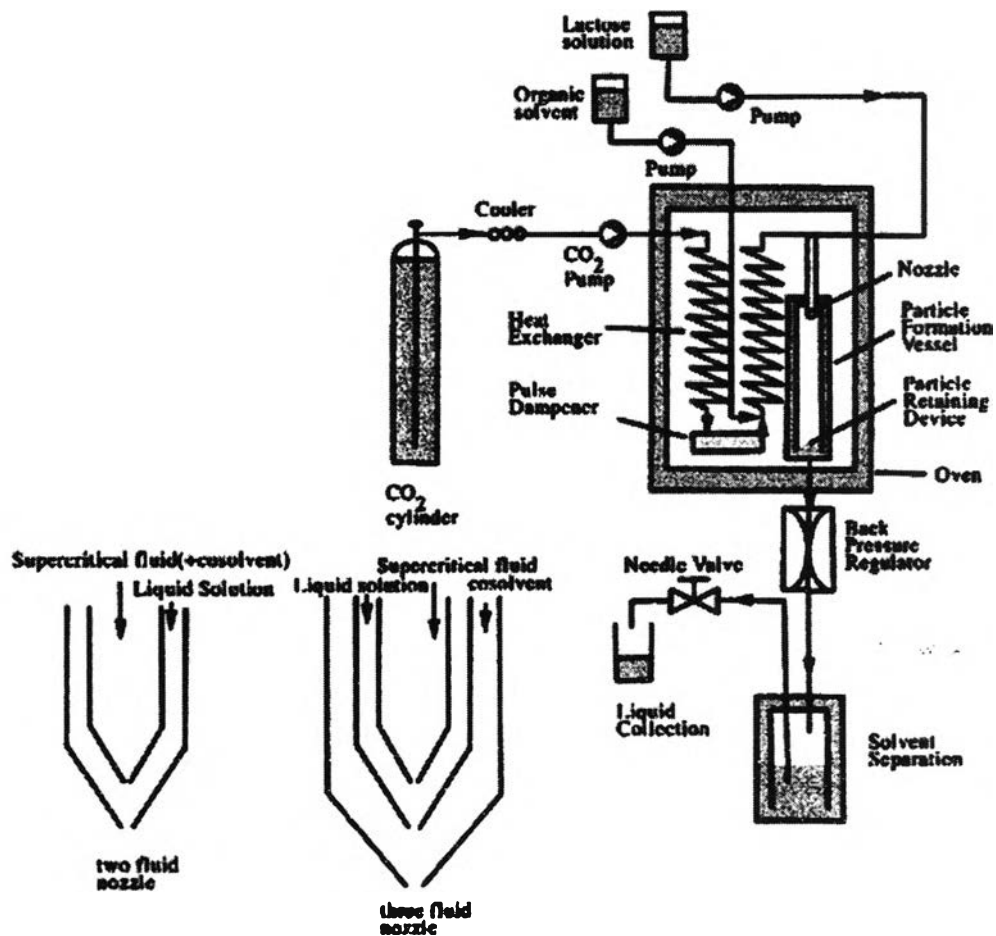 Lactose
solution
Organic
solvent
Pump
Pump
Cooler
CO2
Pump
Nozzle
Heat
Exchanger
Particle
Formation
Vessel
Pulse
Dampener
Particle
Retaining
Device
Oven
CO2
cylinder
Back
Pressure
Regulator
Supercritical fluid(+cosolvent)
Liquid Solution
Supercritical fluid
Liquid solution
cosolvent
Needle Valve
Liquid
Collection
Solvent
Separation
two fluid
nozzle
three fluid
nozzle